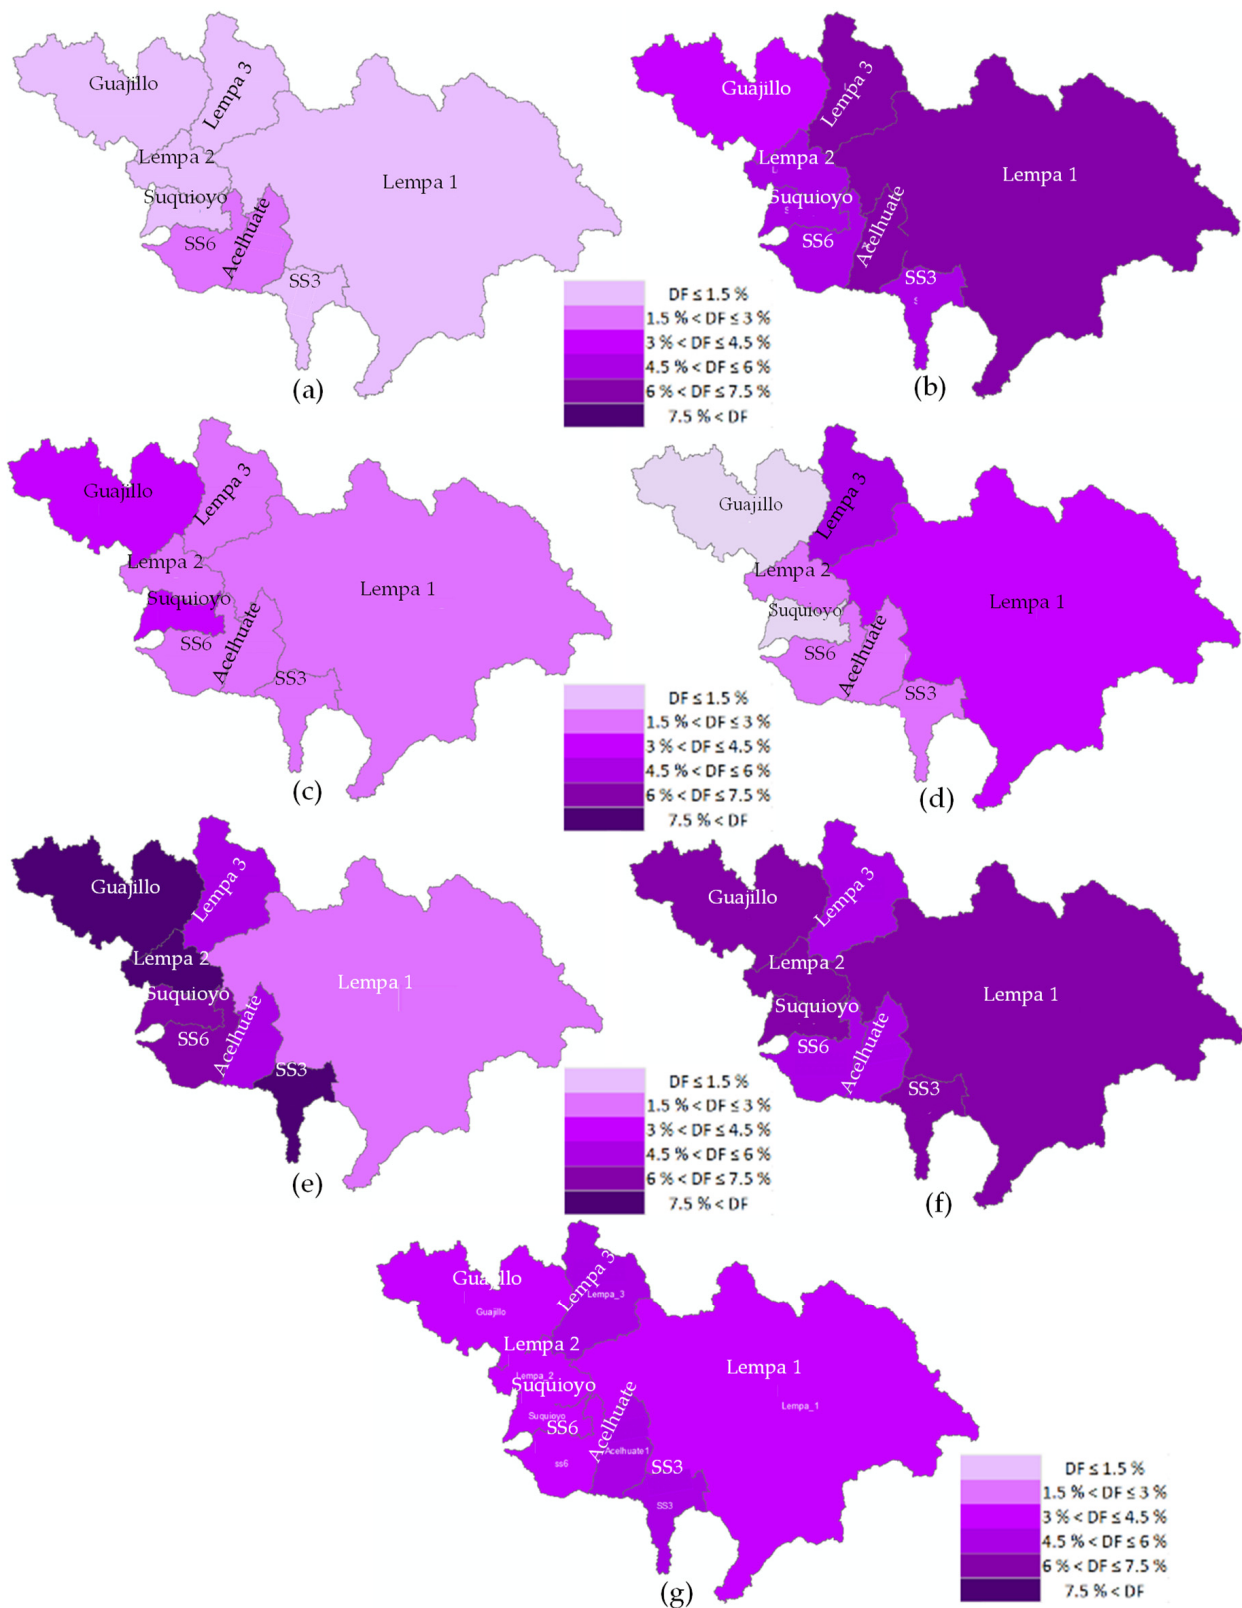 Guajillo
Lempa 3
Lempa 2
Lempa 1
Suquioyo
SS6
Acelhuate
SS3
(a)
Guajillo
Lempa 3
Lempa 2
Lempa 1
Suquioyo
SS6
Acelhuate
SS3
(b)
DF ≤ 1.5 %
1.5 % < DF ≤ 3 %
3 % < DF ≤ 4.5 %
4.5 % < DF ≤ 6 %
6 % < DF ≤ 7.5 %
7.5 % < DF
Guajillo
Lempa 3
Lempa 2
Lempa 1
Suquioyo
SS6
Acelhuate
SS3
(c)
Guajillo
Lempa 3
Lempa 2
Lempa 1
Suquioyo
SS6
Acelhuate
SS3
(d)
DF ≤ 1.5 %
1.5 % < DF ≤ 3 %
3 % < DF ≤ 4.5 %
4.5 % < DF ≤ 6 %
6 % < DF ≤ 7.5 %
7.5 % < DF
Guajillo
Lempa 3
Lempa 2
Lempa 1
Suquioyo
SS6
Acelhuate
SS3
(e)
Guajillo
Lempa 3
Lempa 2
Lempa 1
Suquioyo
SS6
Acelhuate
SS3
(f)
DF ≤ 1.5 %
1.5 % < DF ≤ 3 %
3 % < DF ≤ 4.5 %
4.5 % < DF ≤ 6 %
6 % < DF ≤ 7.5 %
7.5 % < DF
Guajillo
Guajillo
Lempa 3
Lempa_3
Lempa 2
Lempa_2
Lempa 1
Lempa_1
Suquioyo
Suquioyo
SS6
ss6
Acelhuate
Acelhuate1
SS3
SS3
(g)
DF ≤ 1.5 %
1.5 % < DF ≤ 3 %
3 % < DF ≤ 4.5 %
4.5 % < DF ≤ 6 %
6 % < DF ≤ 7.5 %
7.5 % < DF